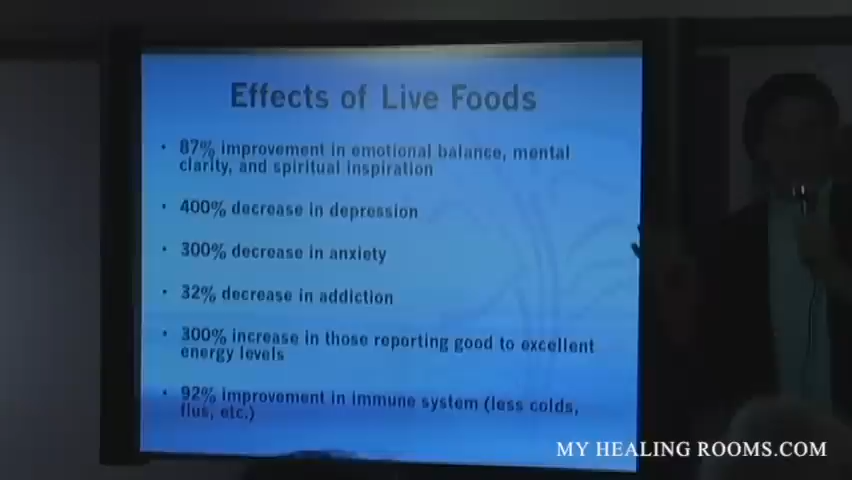 Effects of Live Foods
• 87% improvement in emotional balance, mental
clarity, and spiritual inspiration
• 400% decrease in depression
• 300% decrease in anxiety
• 32% decrease in addiction
• 300% increase in those reporting good to excellent
energy levels
• 92% improvement in immune system (less colds,
flus, etc.)
MY HEALING ROOMS.COM